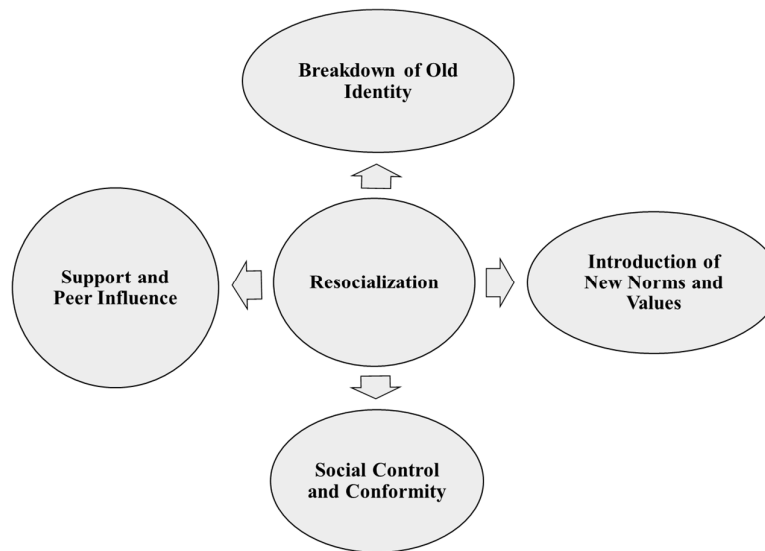 Breakdown of Old
Identity
Support and
Peer Influence
Resocialization
Introduction of
New Norms and
Values
Social Control
and Conformity